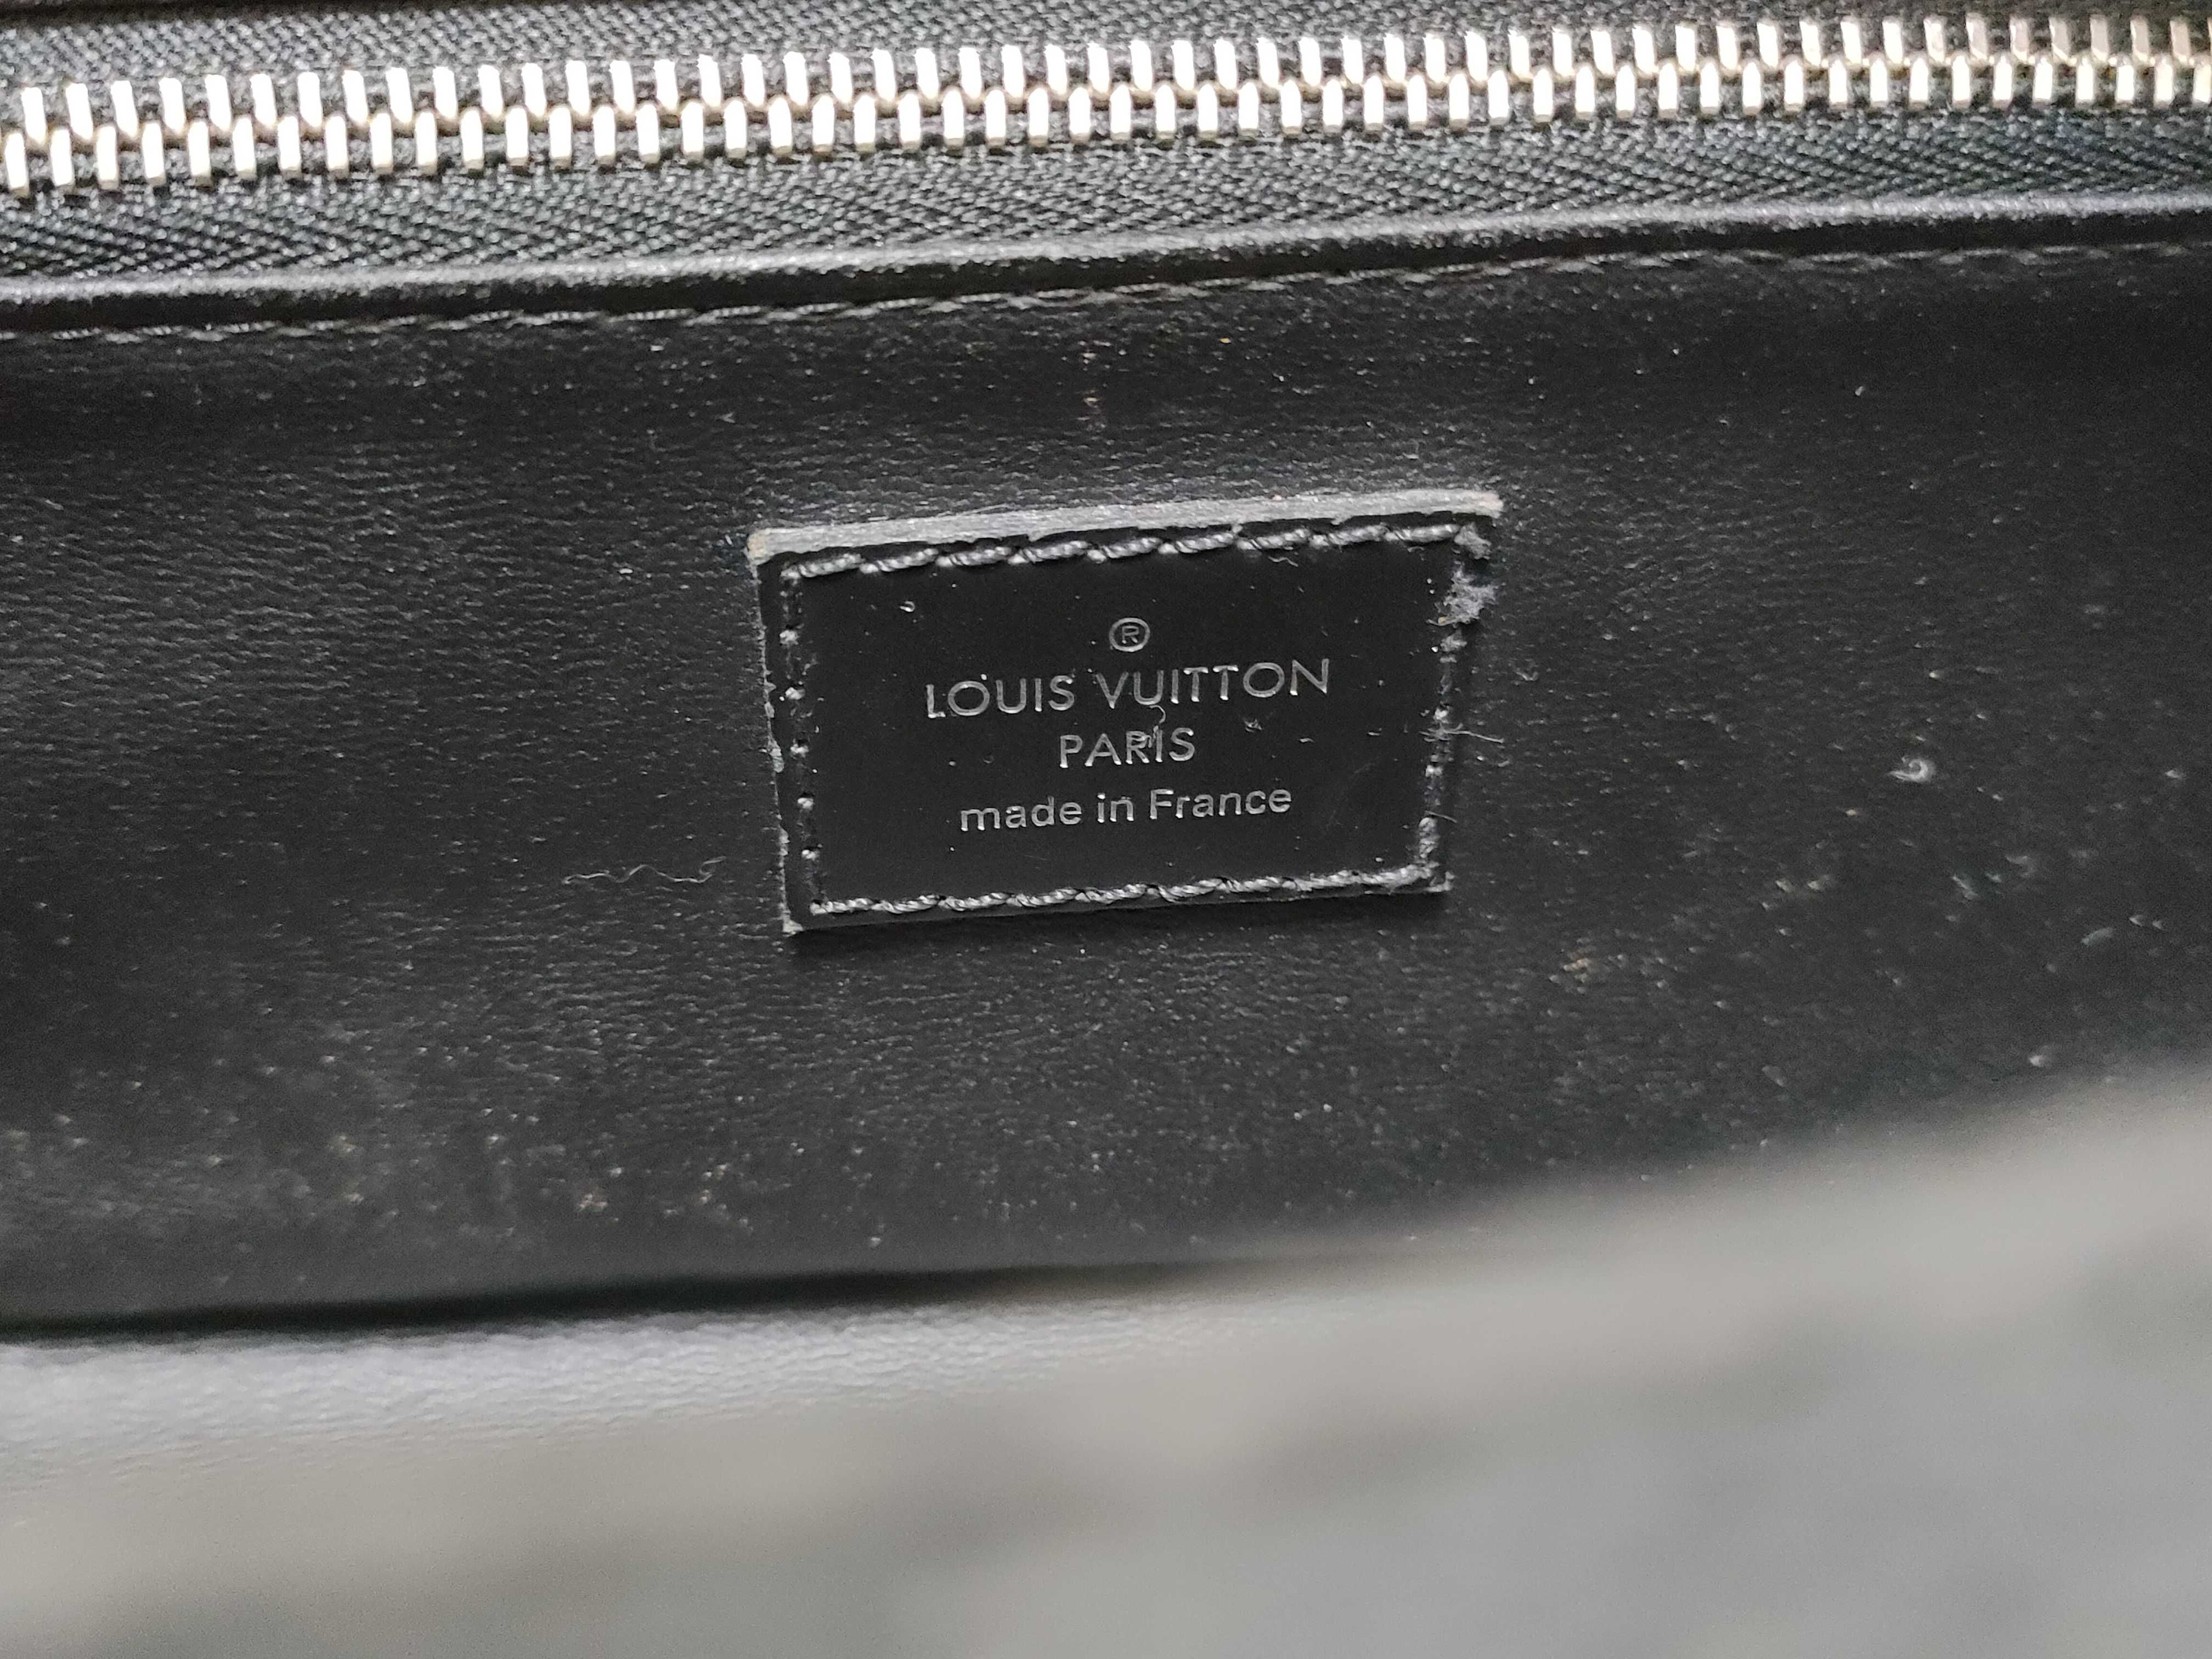 ®
LOUIS VUITTON
PARIS
made in France